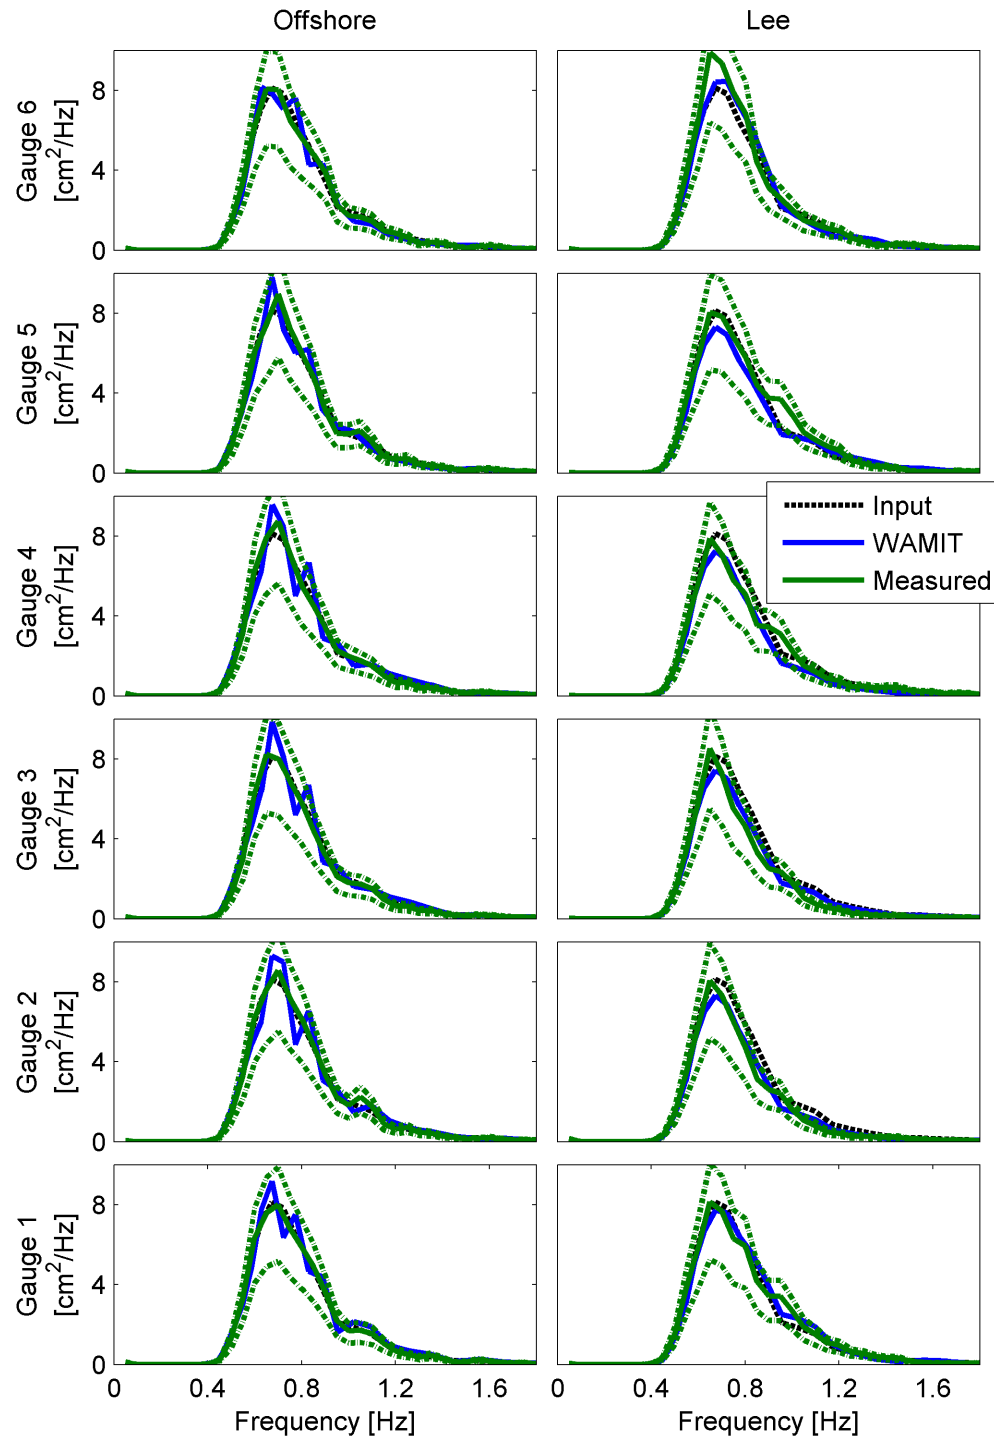 Offshore Lee
Gauge 6
[cm²/Hz]
8
4
0
Gauge 5
[cm²/Hz]
8
4
0
Input
WAMIT
Measured
Gauge 4
[cm²/Hz]
8
4
0
Gauge 3
[cm²/Hz]
8
4
0
Gauge 2
[cm²/Hz]
8
4
0
Gauge 1
[cm²/Hz]
8
4
0
0 0.4 0.8 1.2 1.6 0.4 0.8 1.2 1.6
Frequency [Hz] Frequency [Hz]